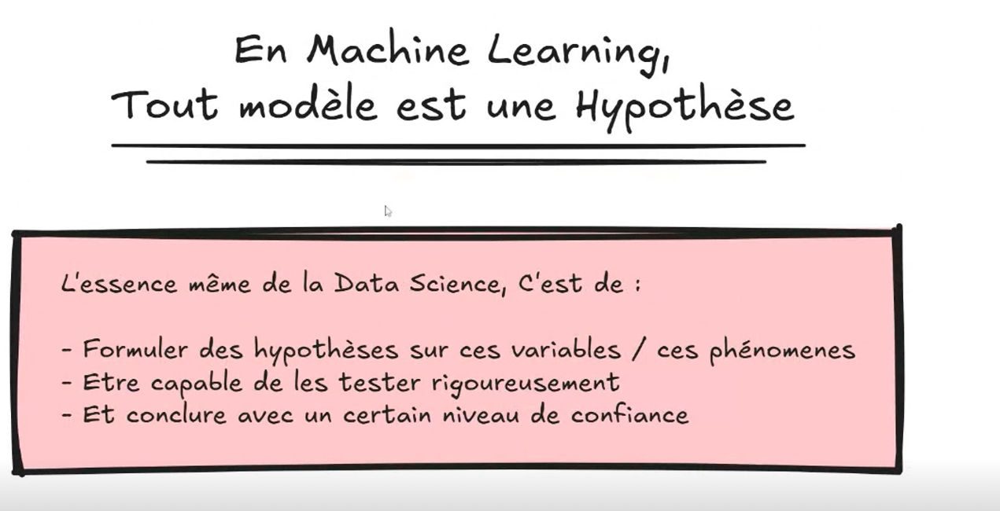 En Machine Learning,
Tout modèle est une Hypothèse
L'essence même de la Data Science, C'est de :
- Formuler des hypothèses sur ces variables / ces phénomenes
- Etre capable de les tester rigoureusement
- Et conclure avec un certain niveau de confiance